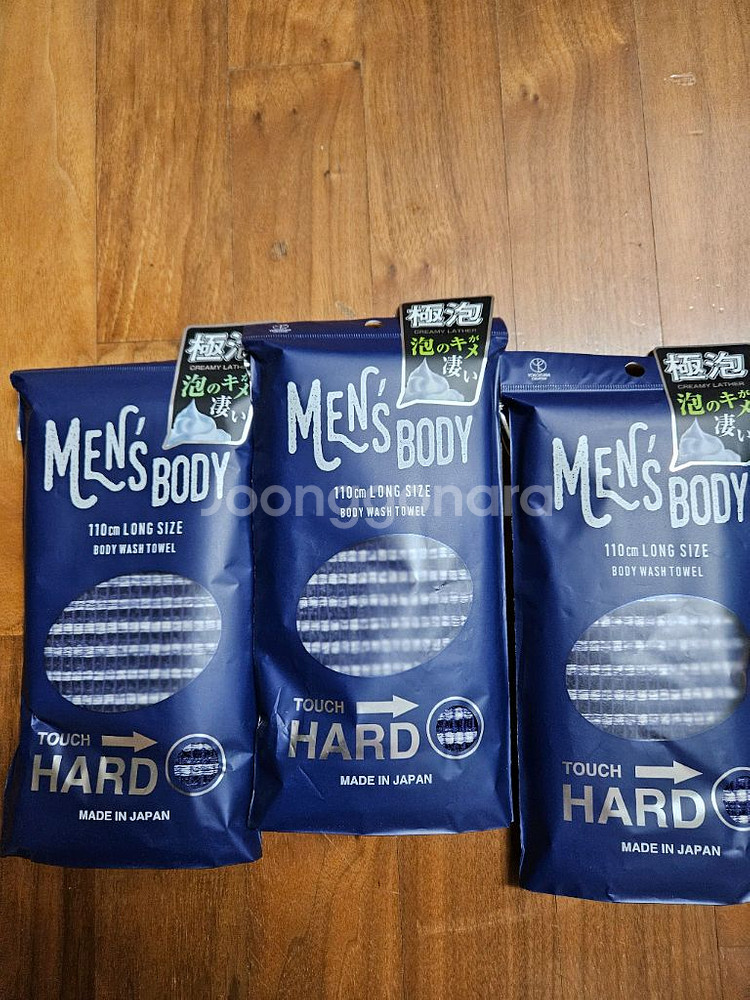 極泡
CREAMY LATHER
泡のキメが
凄い
MEN'S
BODY
110cm LONG SIZE
BODY WASH TOWEL
TOUCH
HARD
MADE IN JAPAN
極泡
CREAMY LATHER
泡のキメが
凄い
MEN'S
BODY
110cm LONG SIZE
BODY WASH TOWEL
TOUCH
HARD
MADE IN JAPAN
極泡
CREAMY LATHER
泡のキメが
凄い
MEN'S
BODY
110cm LONG SIZE
BODY WASH TOWEL
TOUCH
HARD
MADE IN JAPAN
Joonggonara